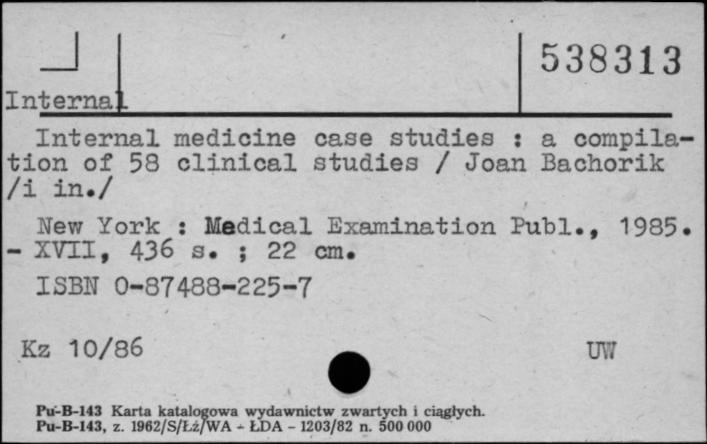 538313
Internal
Internal medicine case studies : a compila-
tion of 58 clinical studies / Joan Bachorik
/i in./
New York : Medical Examination Publ., 1985.
- XVII, 436 s. ; 22 cm.
ISBN 0-87488-225-7
Kz 10/86 UW
Pu-B-143 Karta katalogowa wydawnictw zwartych i ciągłych.
Pu-B-143, z. 1962/S/Łź/WA - ŁDA - 1203/82 n. 500 000